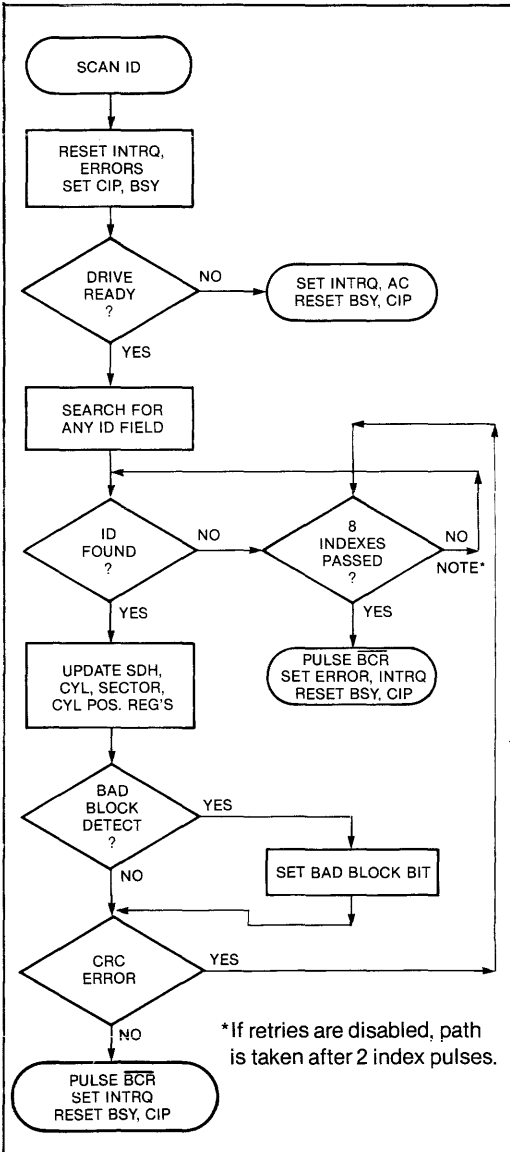 SCAN ID
RESET INTRQ,
ERRORS
SET CIP, BSY
DRIVE
READY
?
NO
SET INTRQ, AC
RESET BSY, CIP
YES
SEARCH FOR
ANY ID FIELD
ID
FOUND
?
NO
8
INDEXES
PASSED
?
NO
NOTE*
YES
YES
PULSE BCR
SET ERROR, INTRQ
RESET BSY, CIP
UPDATE SDH,
CYL, SECTOR,
CYL POS. REG'S
BAD
BLOCK
DETECT
?
YES
SET BAD BLOCK BIT
NO
CRC
ERROR
YES
NO
*If retries are disabled, path
is taken after 2 index pulses.
PULSE BCR
SET INTRQ
RESET BSY, CIP